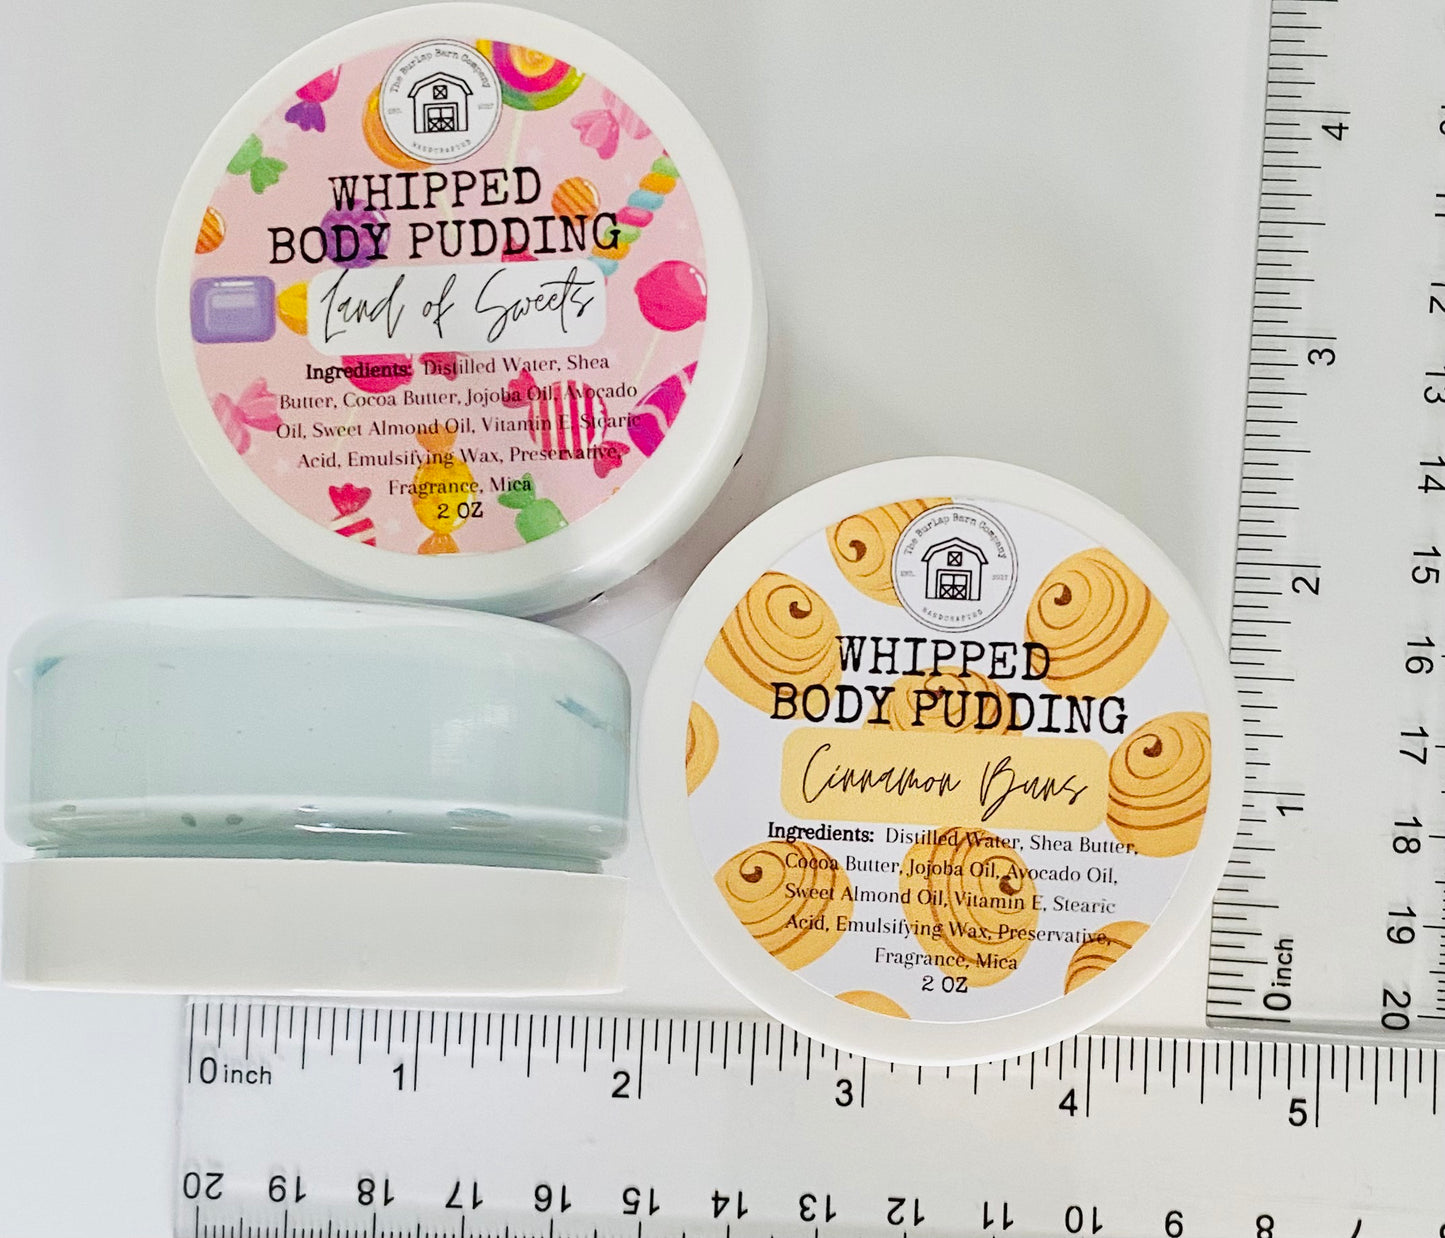 The Burlap Barn Company
EST. 2017
HANDCRAFTED
WHIPPED
BODY PUDDING
Land of Sweets
Ingredients: Distilled Water, Shea
Butter, Cocoa Butter, Jojoba Oil, Avocado
Oil, Sweet Almond Oil, Vitamin E, Stearic
Acid, Emulsifying Wax, Preservative,
Fragrance, Mica
2 OZ
The Burlap Barn Company
EST. 2017
HANDCRAFTED
WHIPPED
BODY PUDDING
Cinnamon Buns
Ingredients: Distilled Water, Shea Butter,
Cocoa Butter, Jojoba Oil, Avocado Oil,
Sweet Almond Oil, Vitamin E, Stearic
Acid, Emulsifying Wax, Preservative,
Fragrance, Mica
2 OZ
4
3
2
1
0 inch
11
12
13
14
15
16
17
18
19
20
0 inch 1 2 3 4 5
20 19 18 17 16 15 14 13 12 11 10 9 8